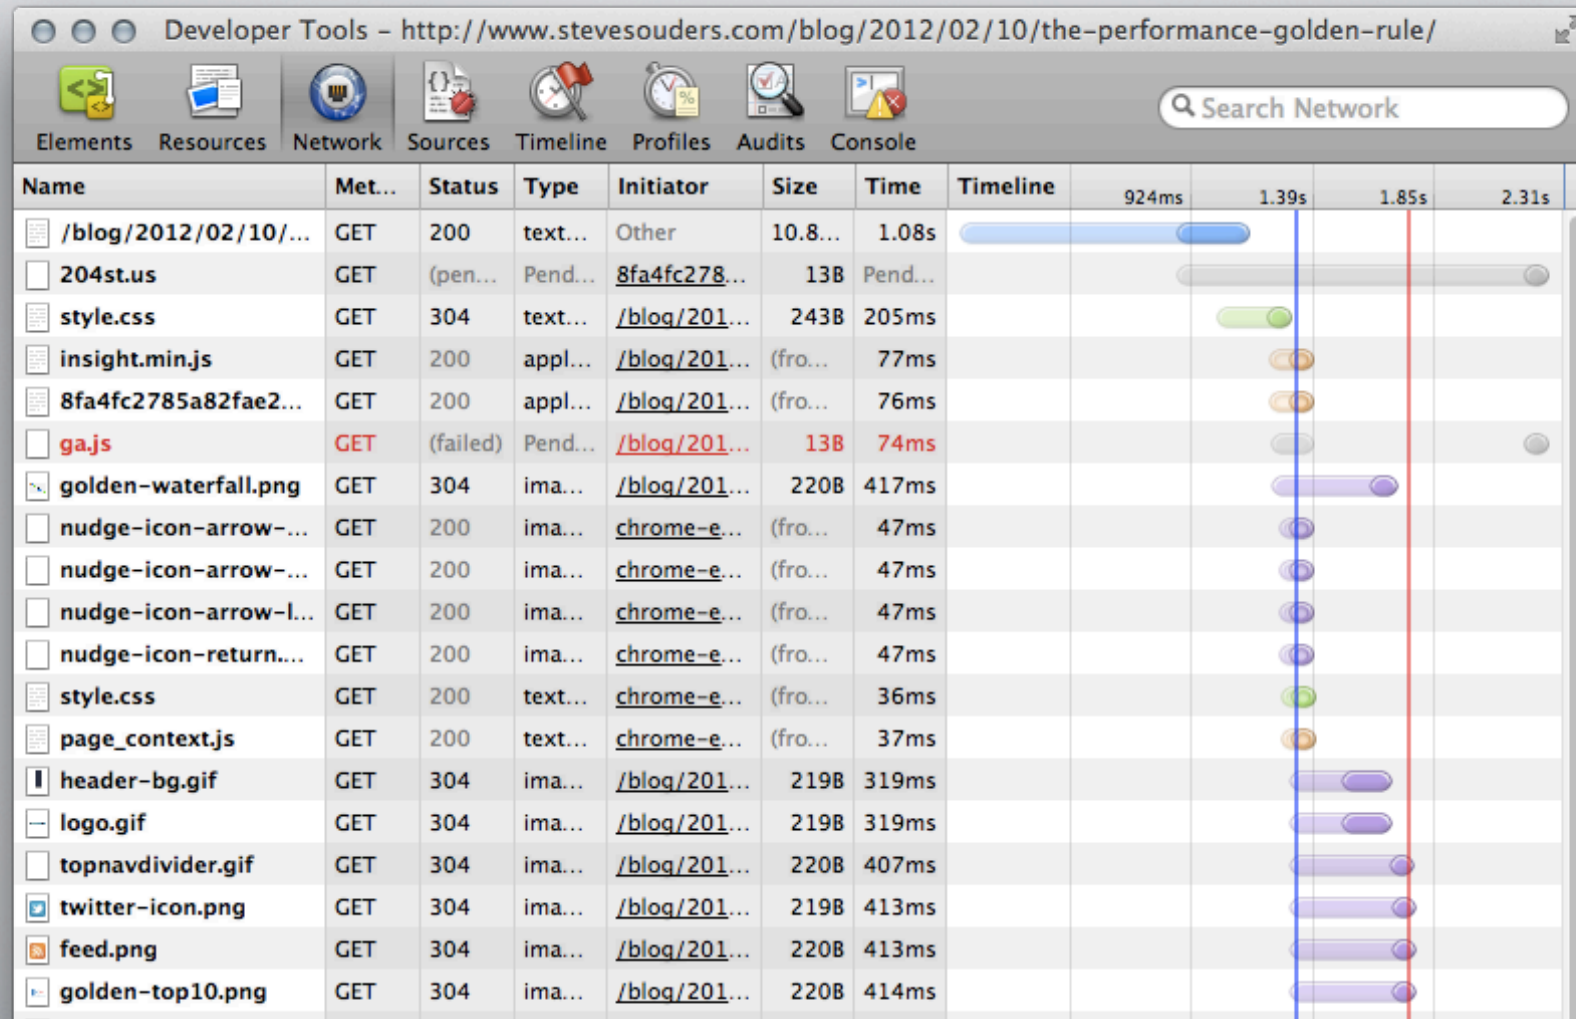 Developer Tools – http://www.stevesouders.com/blog/2012/02/10/the-performance-golden-rule/
Elements Resources Network Sources Timeline Profiles Audits Console Search Network
Name Met... Status Type Initiator Size Time Timeline 924ms 1.39s 1.85s 2.31s
/blog/2012/02/10/... GET 200 text... Other 10.8... 1.08s
204st.us GET (pen... Pend... 8fa4fc278... 13B Pend...
style.css GET 304 text... /blog/201... 243B 205ms
insight.min.js GET 200 appl... /blog/201... (fro... 77ms
8fa4fc2785a82fae2... GET 200 appl... /blog/201... (fro... 76ms
ga.js GET (failed) Pend... /blog/201... 13B 74ms
golden-waterfall.png GET 304 ima... /blog/201... 220B 417ms
nudge-icon-arrow-... GET 200 ima... chrome-e... (fro... 47ms
nudge-icon-arrow-... GET 200 ima... chrome-e... (fro... 47ms
nudge-icon-arrow-l... GET 200 ima... chrome-e... (fro... 47ms
nudge-icon-return.... GET 200 ima... chrome-e... (fro... 47ms
style.css GET 200 text... chrome-e... (fro... 36ms
page_context.js GET 200 text... chrome-e... (fro... 37ms
header-bg.gif GET 304 ima... /blog/201... 219B 319ms
logo.gif GET 304 ima... /blog/201... 219B 319ms
topnavdivider.gif GET 304 ima... /blog/201... 220B 407ms
twitter-icon.png GET 304 ima... /blog/201... 219B 413ms
feed.png GET 304 ima... /blog/201... 220B 413ms
golden-top10.png GET 304 ima... /blog/201... 220B 414ms